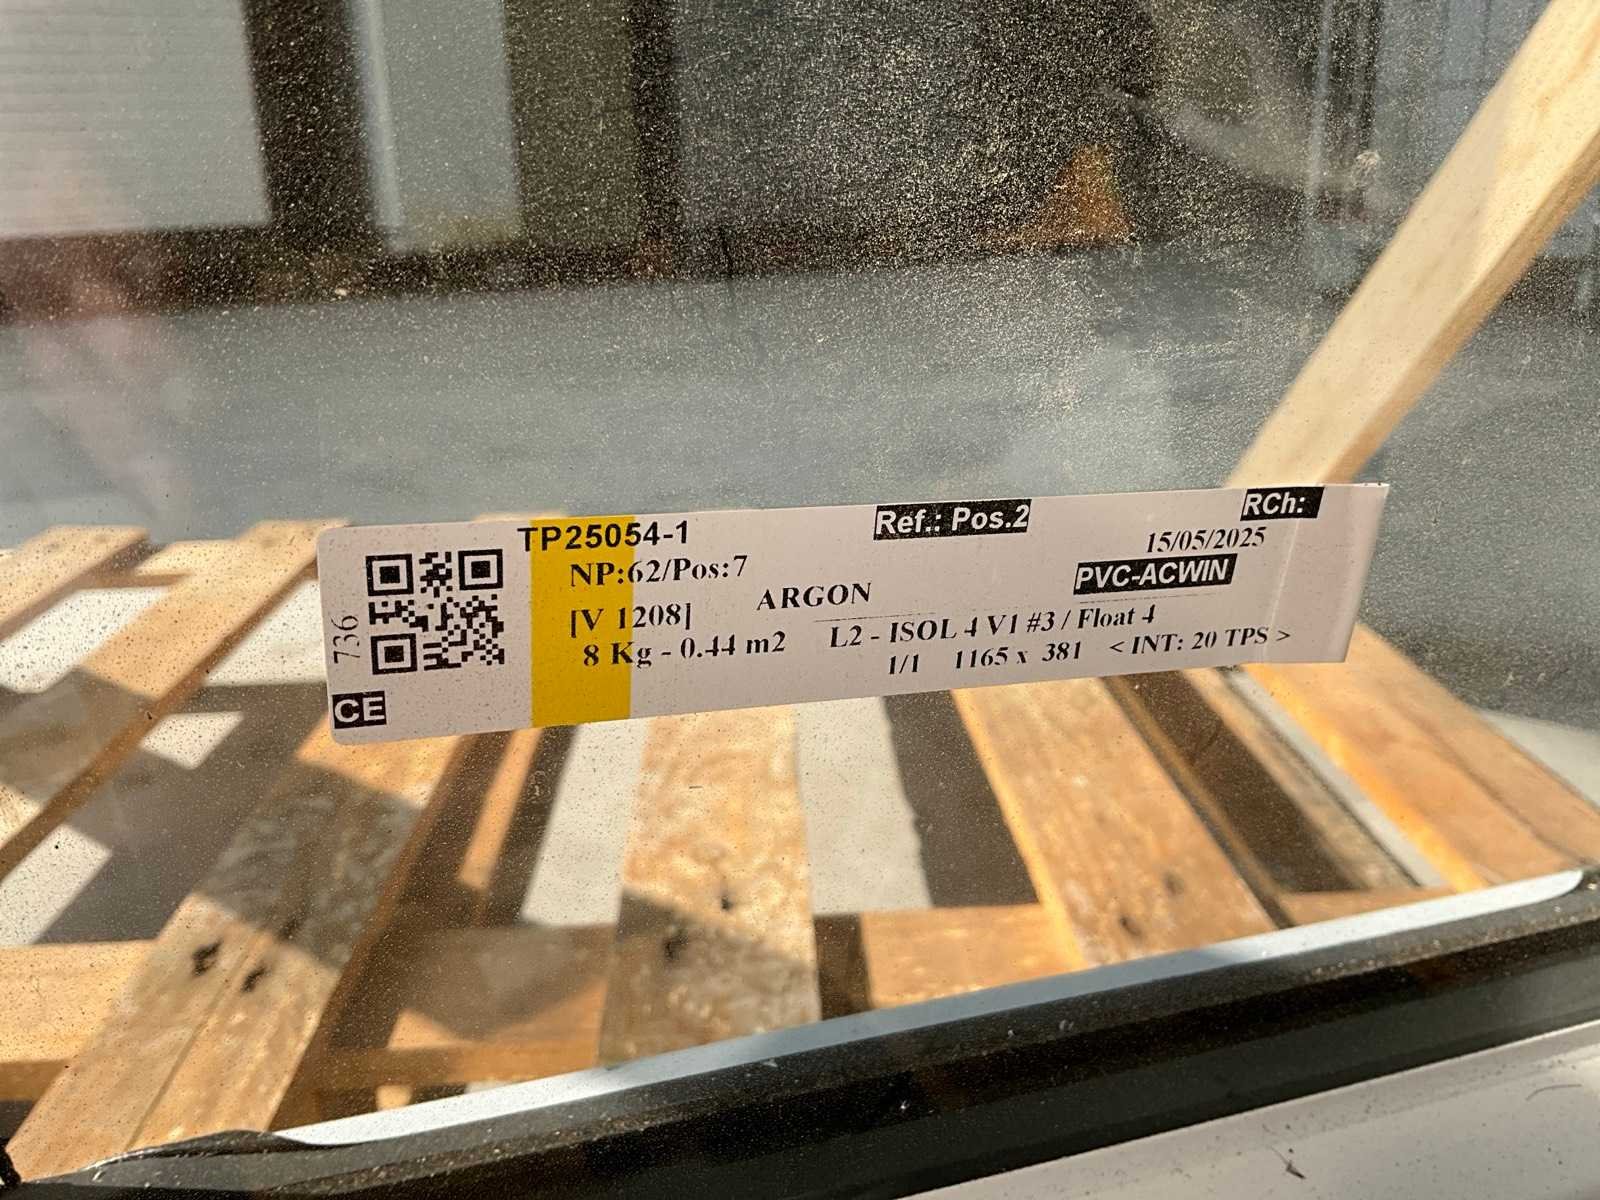 TP25054-1
Ref.: Pos.2
RCh:
NP:62/Pos:7
15/05/2025
ARGON
PVC-ACWIN
[V 1208]
L2 - ISOL 4 V1 #3 / Float 4
8 Kg - 0.44 m2
1/1 1165 x 381 < INT: 20 TPS >
736
CE